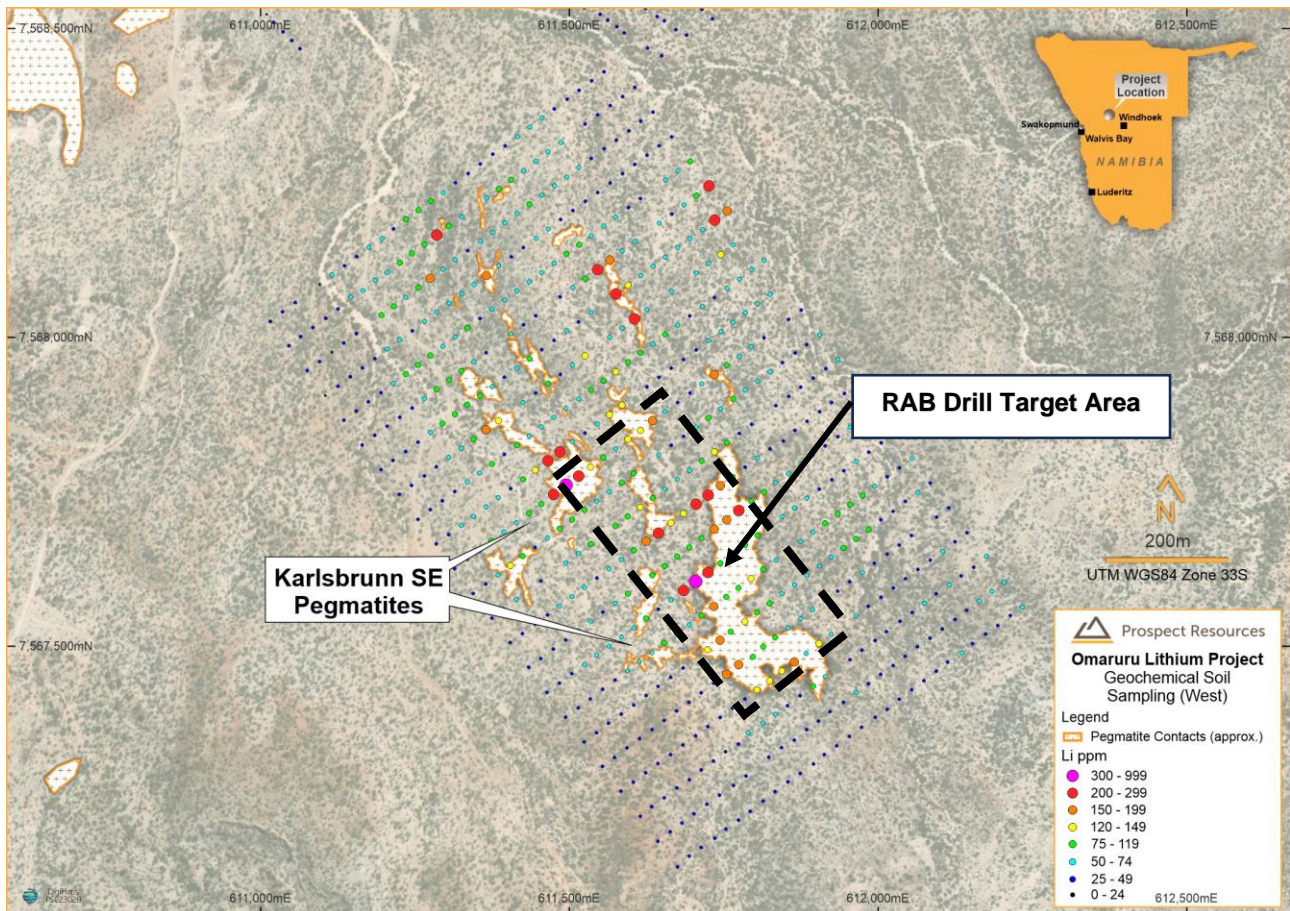 611,000mE
611,500mE
612,000mE
612,500mE
7,568,500mN
Project
Location
Swakopmund
Windhoek
Walvis Bay
NAMIBIA
Luderitz
7,568,000mN
7,568,000mN
RAB Drill Target Area
N
200m
UTM WGS84 Zone 33S
Karlsbrunn SE
Pegmatites
7,567,500mN
Prospect Resources
Omaruru Lithium Project
Geochemical Soil
Sampling (West)
Legend
Pegmatite Contacts (approx.)
Li ppm
300 - 999
200 - 299
150 - 199
120 - 149
75 - 119
50 - 74
25 - 49
0 - 24
DigiMaps
611,000mE
611,500mE
612,000mE
612,500mE